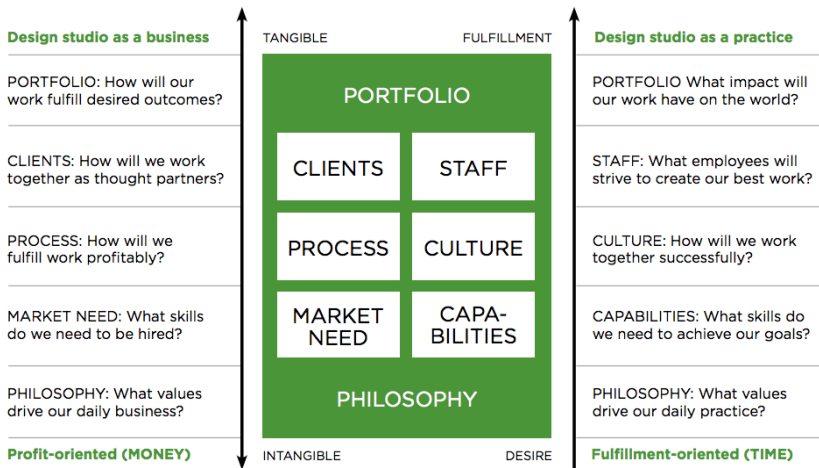 Design studio as a business
PORTFOLIO: How will our
work fulfill desired outcomes?
CLIENTS: How will we work
together as thought partners?
PROCESS: How will we
fulfill work profitably?
MARKET NEED: What skills
do we need to be hired?
PHILOSOPHY: What values
drive our daily business?
Profit-oriented (MONEY)
TANGIBLE
FULFILLMENT
PORTFOLIO
CLIENTS
STAFF
PROCESS
CULTURE
MARKET
NEED
CAPA-
BILITIES
PHILOSOPHY
INTANGIBLE
DESIRE
Design studio as a practice
PORTFOLIO What impact will
our work have on the world?
STAFF: What employees will
strive to create our best work?
CULTURE: How will we work
together successfully?
CAPABILITIES: What skills do
we need to achieve our goals?
PHILOSOPHY: What values
drive our daily practice?
Fulfillment-oriented (TIME)